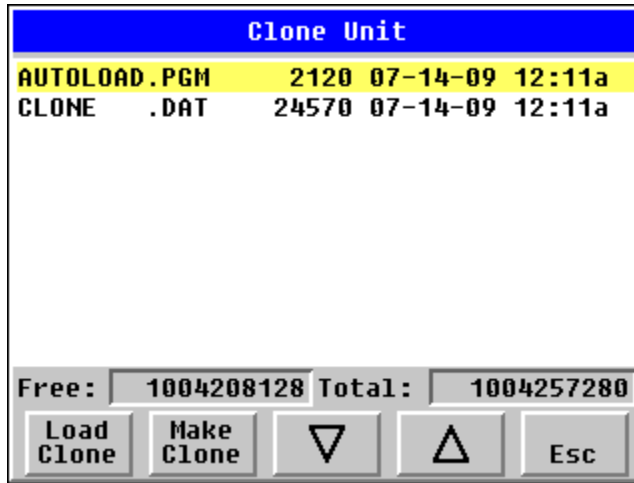 Clone Unit
AUTOLOAD.PGM 2120 07-14-09 12:11a
CLONE .DAT 24570 07-14-09 12:11a
Free: 1004208128 Total: 1004257280
Load Clone
Make Clone
Esc